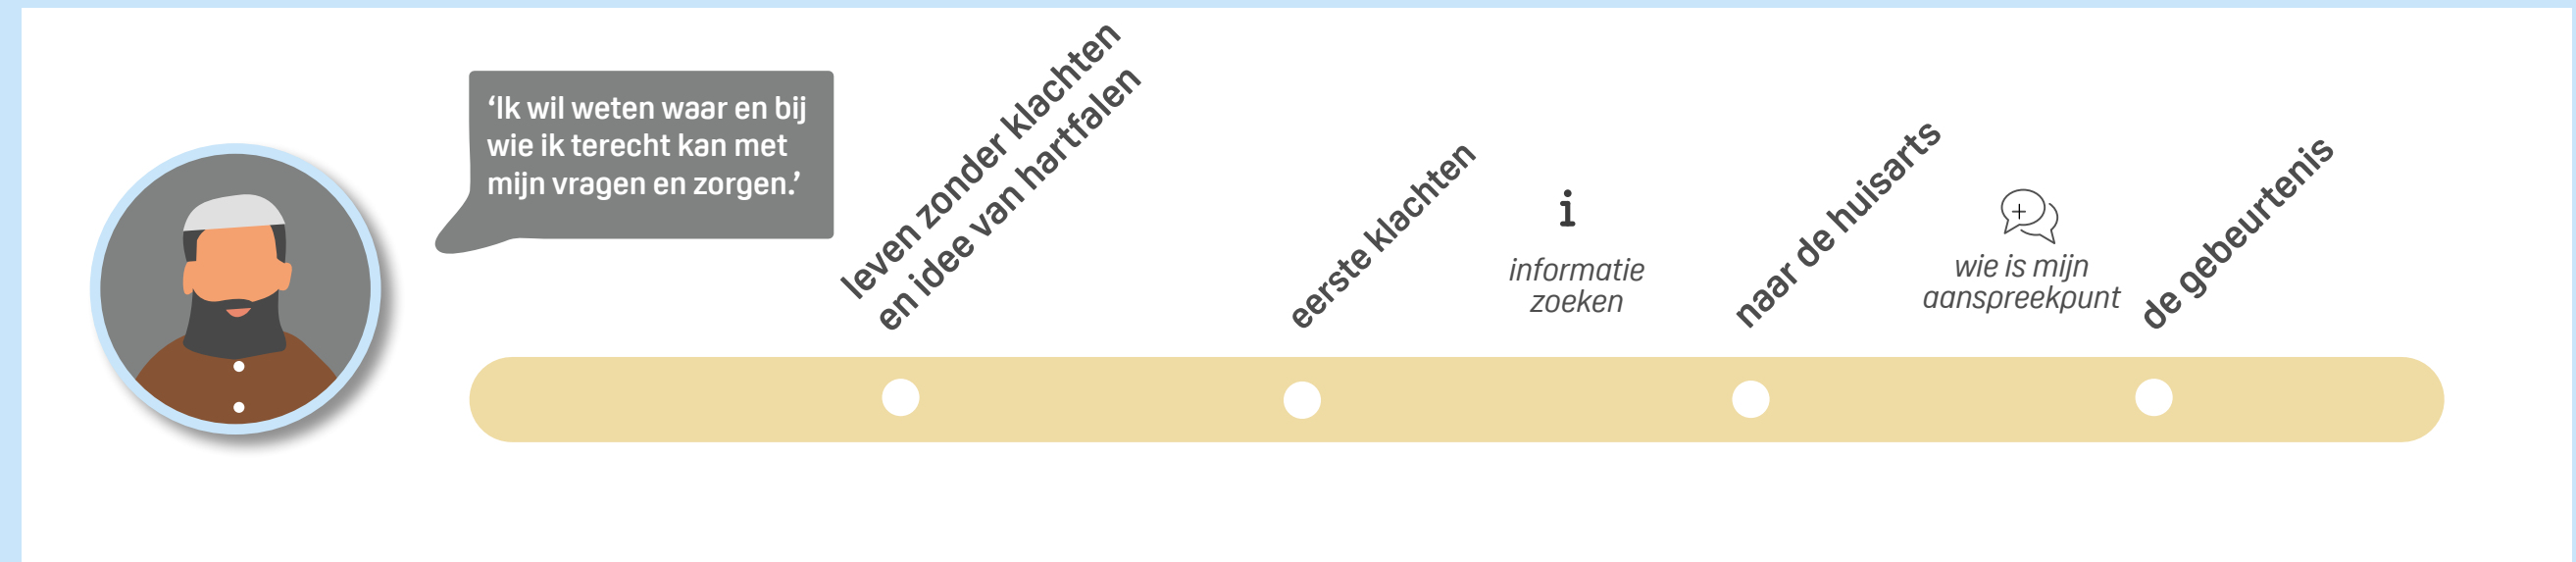 ‘Ik wil weten waar en bij
wie ik terecht kan met
mijn vragen en zorgen.’
leven zonder klachten
en idee van hartfalen
eerste klachten
i
informatie
zoeken
naar de huisarts
+
wie is mijn
aanspreekpunt
de gebeurtenis